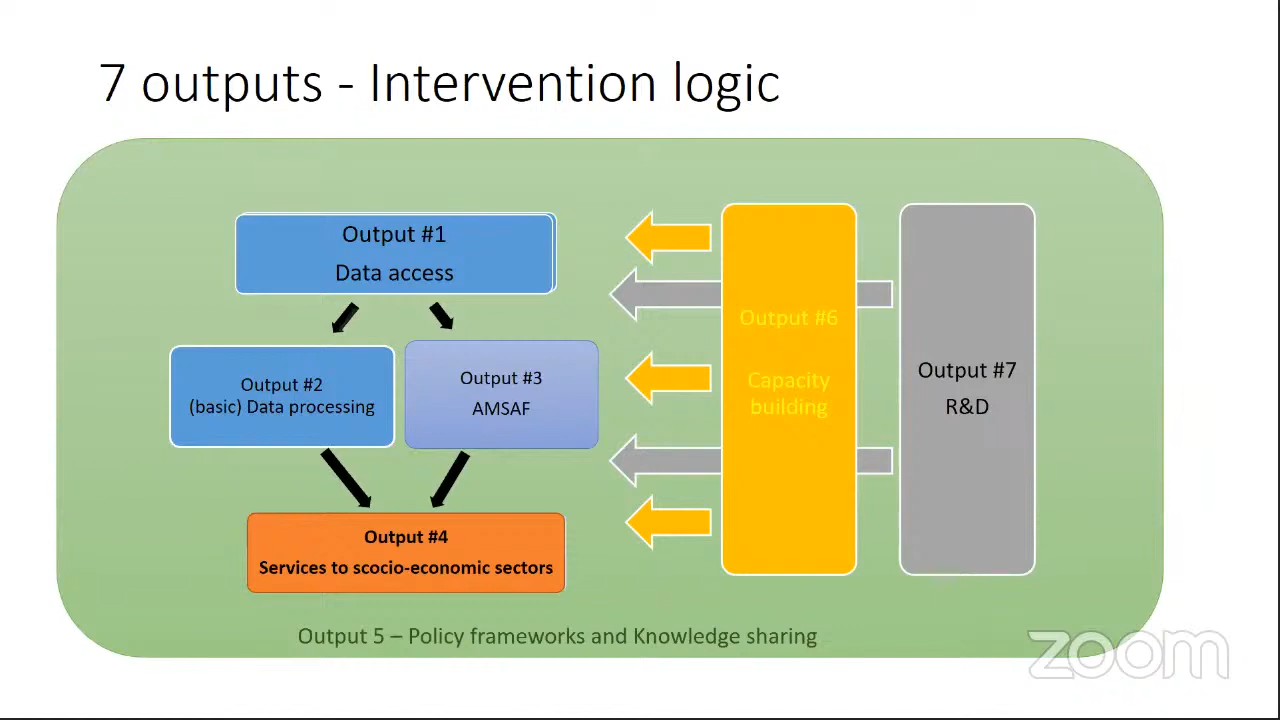 7 outputs - Intervention logic
Output #1
Data access
Output #2
(basic) Data processing
Output #3
AMSAF
Output #4
Services to scocio-economic sectors
Output #6
Capacity
building
Output #7
R&D
Output 5 – Policy frameworks and Knowledge sharing
zoom